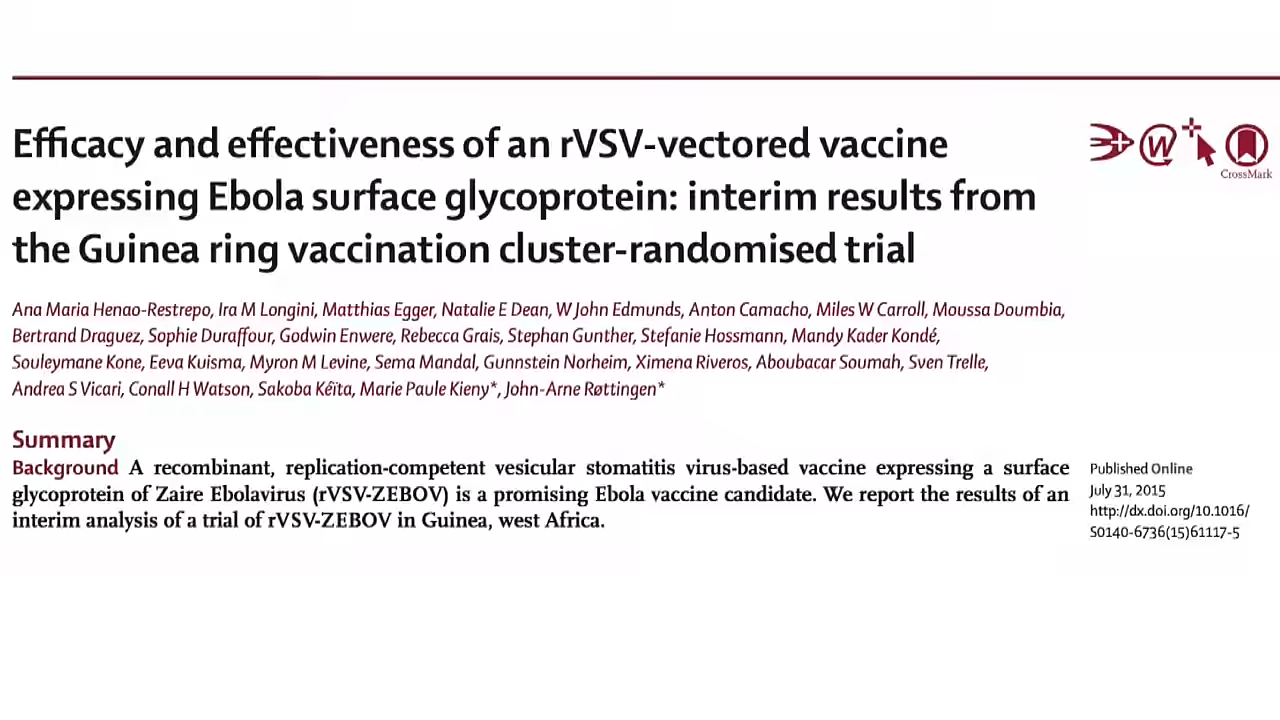 Efficacy and effectiveness of an rVSV-vectored vaccine
expressing Ebola surface glycoprotein: interim results from
the Guinea ring vaccination cluster-randomised trial
W
CrossMark
Ana Maria Henao-Restrepo, Ira M Longini, Matthias Egger, Natalie E Dean, W John Edmunds, Anton Camacho, Miles W Carroll, Moussa Doumbia,
Bertrand Draguez, Sophie Duraffour, Godwin Enwere, Rebecca Grais, Stephan Gunther, Stefanie Hossmann, Mandy Kader Kondé,
Souleymane Kone, Eeva Kuisma, Myron M Levine, Sema Mandal, Gunnstein Norheim, Ximena Riveros, Aboubacar Soumah, Sven Trelle,
Andrea S Vicari, Conall H Watson, Sakoba Kéïta, Marie Paule Kieny*, John-Arne Røttingen*
Summary
Background A recombinant, replication-competent vesicular stomatitis virus-based vaccine expressing a surface
glycoprotein of Zaire Ebolavirus (rVSV-ZEBOV) is a promising Ebola vaccine candidate. We report the results of an
interim analysis of a trial of rVSV-ZEBOV in Guinea, west Africa.
Published Online
July 31, 2015
http://dx.doi.org/10.1016/
S0140-6736(15)61117-5